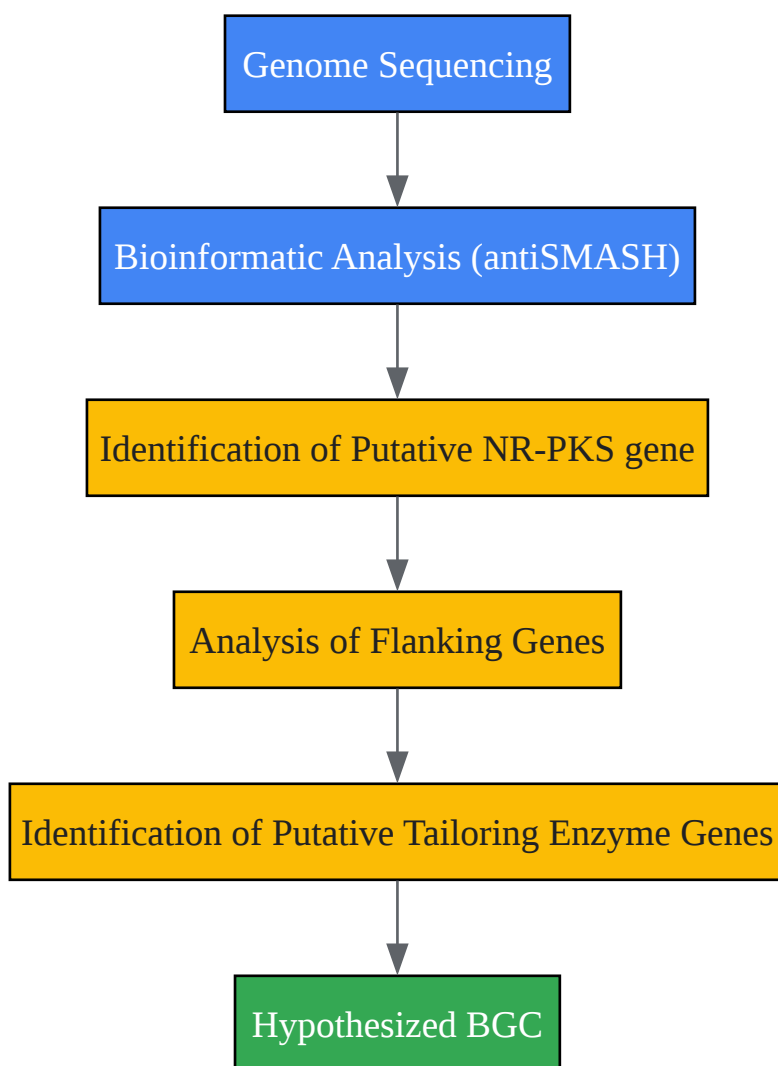 Genome Sequencing
Bioinformatic Analysis (antiSMASH)
Identification of Putative NR-PKS gene
Analysis of Flanking Genes
Identification of Putative Tailoring Enzyme Genes
Hypothesized BGC